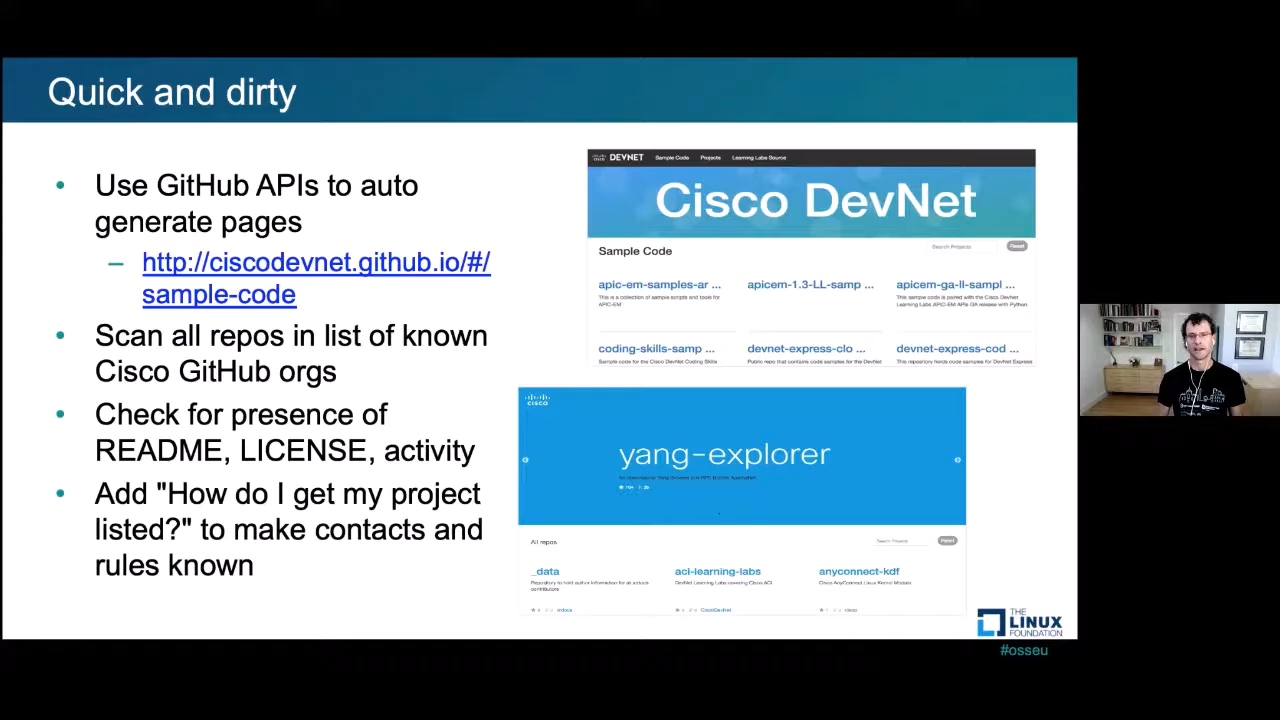 Quick and dirty
• Use GitHub APIs to auto
generate pages
– http://ciscodevnet.github.io/#/
sample-code
• Scan all repos in list of known
Cisco GitHub orgs
• Check for presence of
README, LICENSE, activity
• Add "How do I get my project
listed?" to make contacts and
rules known
CISCO DEVNET Sample Code Projects Learning Labs Source
Cisco DevNet
Sample Code
Search Projects Reset
apic-em-samples-ar ... apicem-1.3-LL-samp ... apicem-ga-ll-sampl ...
This is a collection of sample scripts and tools for
APIC-EM
This sample code is paired with the Cisco DevNet
Learning Labs APIC-EM APIs GA release with Python
coding-skills-samp ... devnet-express-clo ... devnet-express-cod ...
Sample code for the Cisco DevNet Coding Skills
Public repo that contains code samples for the DevNet
This repository holds code samples for DevNet Express
CISCO
yang-explorer
All repos
Search Projects Reset
_data aci-learning-labs anyconnect-kdf
Repository to hold author information for all
contributors
DevNet Learning Labs covering Cisco ACI
Cisco AnyConnect Linux Kernel Module
CiscoDevNet
cisco
THE
LINUX
FOUNDATION
#osseu